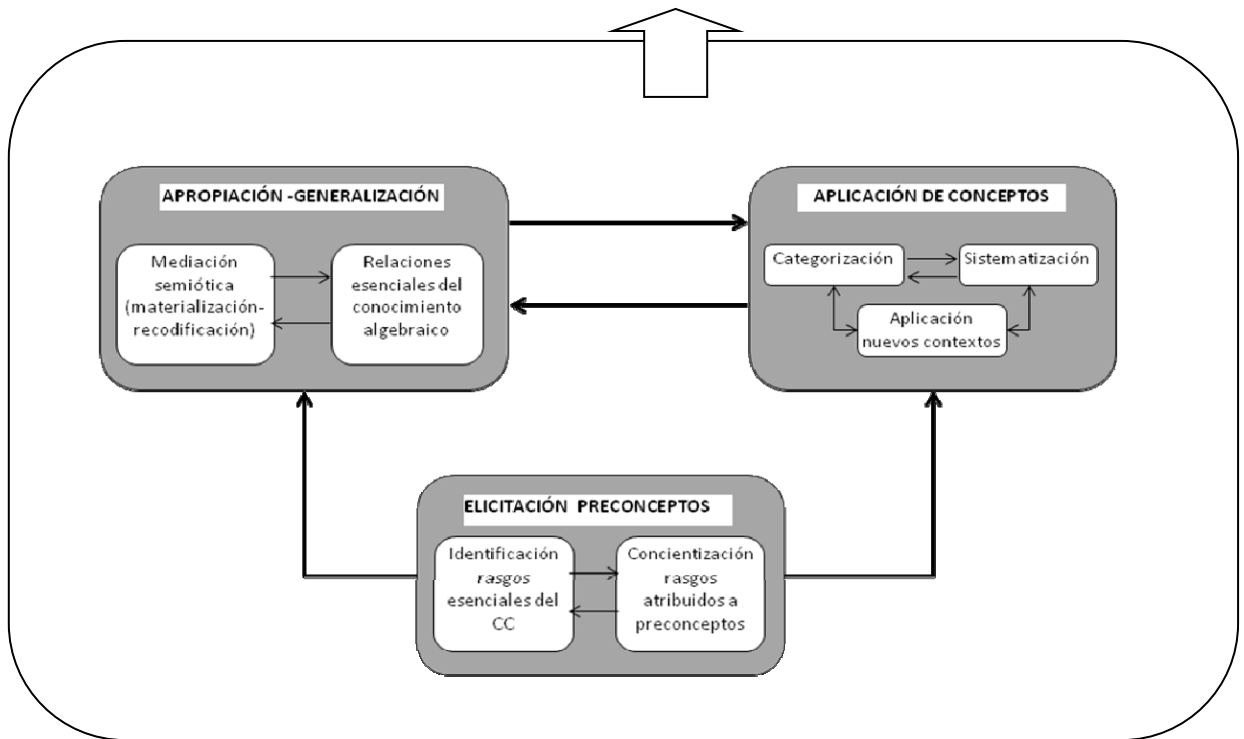 APROPIACIÓN -GENERALIZACIÓN
Mediación
semiótica
(materialización-
recodificación)
Relaciones
esenciales del
conocimiento
algebraico
APLICACIÓN DE CONCEPTOS
Categorización
Sistematización
Aplicación
nuevos contextos
ELICITACIÓN PRECONCEPTOS
Identificación
rasgos
esenciales del
CC
Concientización
rasgos
atribuidos a
preconceptos